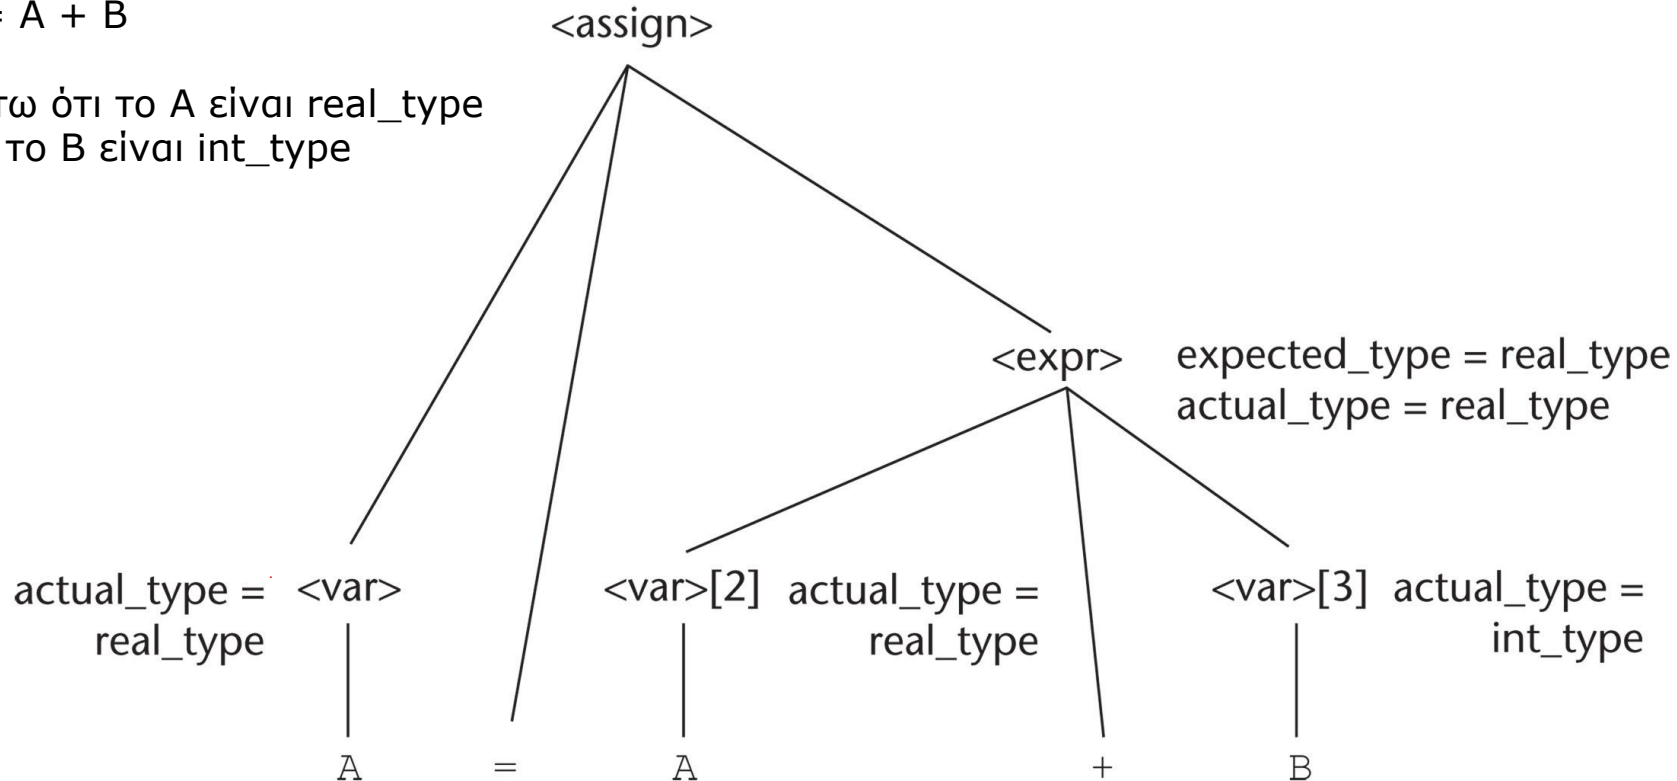 = A + B
<assign>
τω ότι το Α είναι real_type
το Β είναι int_type
<expr> expected_type = real_type
actual_type = real_type
actual_type = <var> <var>[2] actual_type = <var>[3] actual_type =
real_type real_type int_type
A = A + B